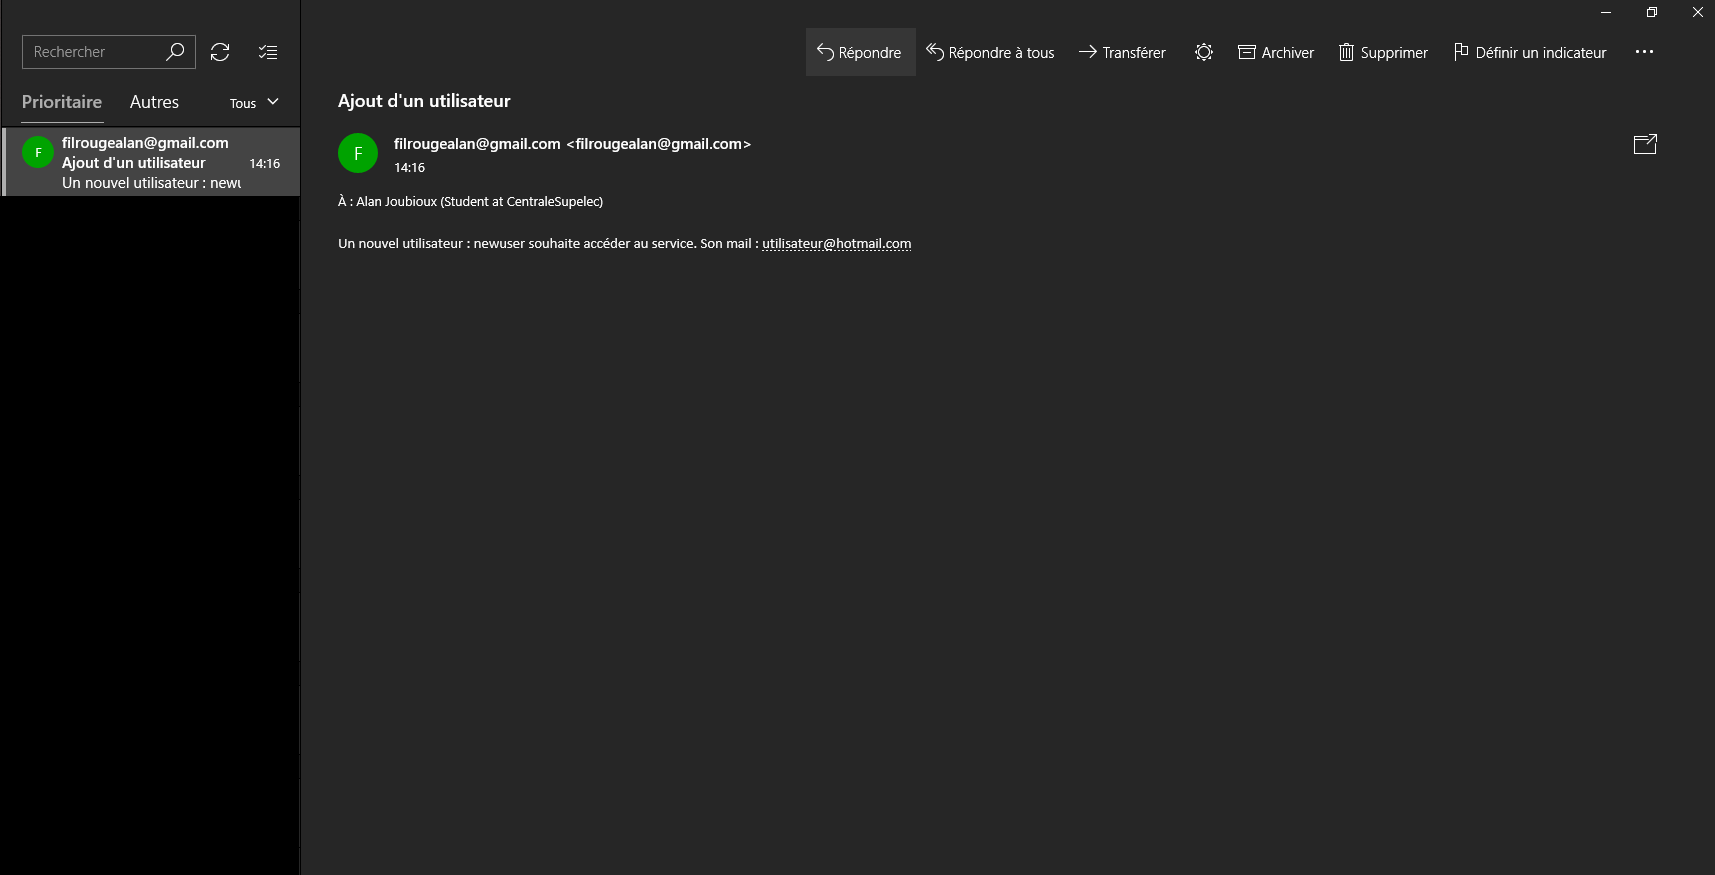 Rechercher
Répondre
Répondre à tous
Transférer
Archiver
Supprimer
Définir un indicateur
Prioritaire
Autres
Tous
F
filrougealan@gmail.com
Ajout d'un utilisateur
14:16
Un nouvel utilisateur : newu
Ajout d'un utilisateur
F
filrougealan@gmail.com <filrougealan@gmail.com>
14:16
À : Alan Joubioux (Student at CentraleSupelec)
Un nouvel utilisateur : newuser souhaite accéder au service. Son mail : utilisateur@hotmail.com